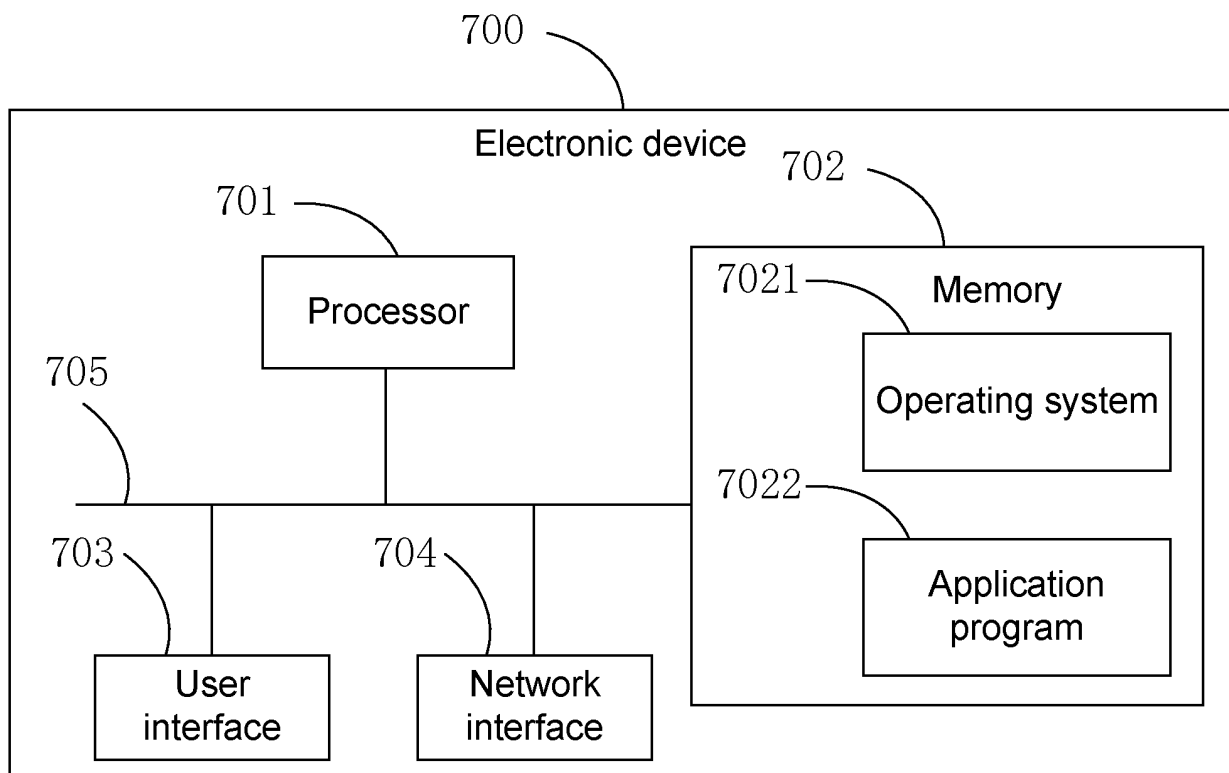 700
Electronic device
702
701
Processor
7021
Memory
Operating system
705
7022
Application
program
703
704
User
interface
Network
interface